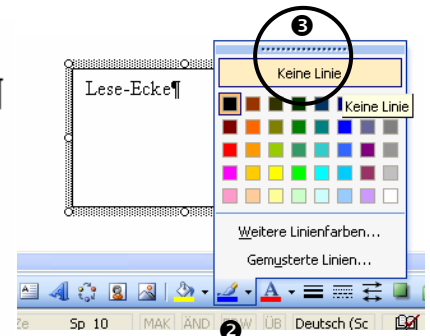 ❸
Keine Linie
Lese-Ecke¶
Keine Linie
Weitere Linienfarben...
Gemusterte Linien...
A
Sp 10 MAK ÄND ÜB Deutsch (Sc
❷